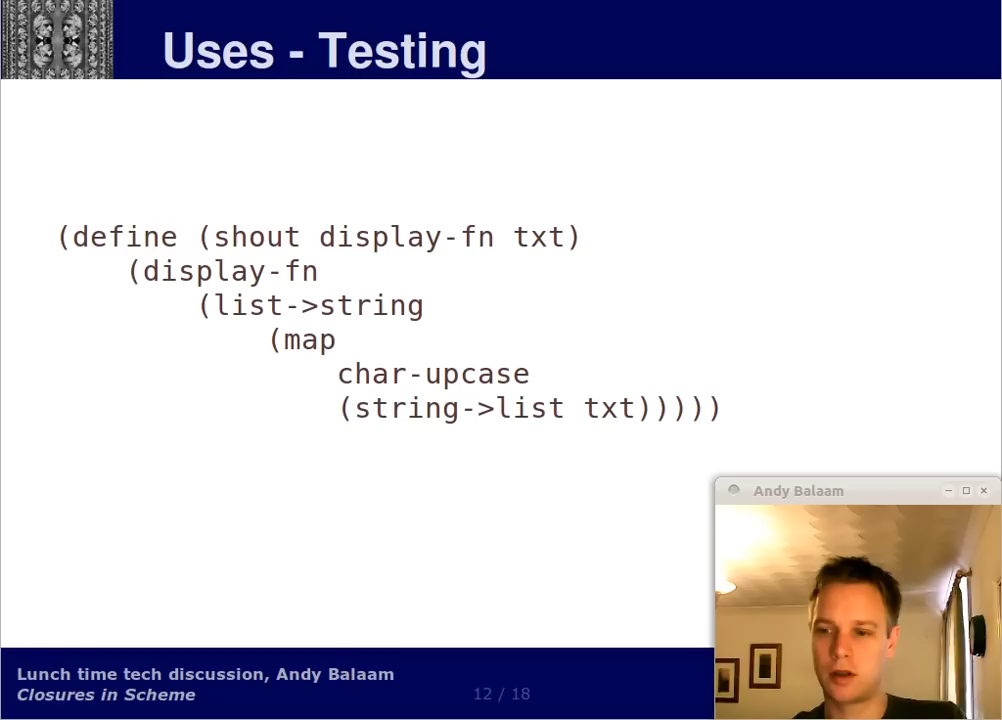 Uses - Testing
(define (shout display-fn txt)
(display-fn
(list->string
(map
char-upcase
(string->list txt)))))
Andy Balaam
Lunch time tech discussion, Andy Balaam
Closures in Scheme
12 / 18